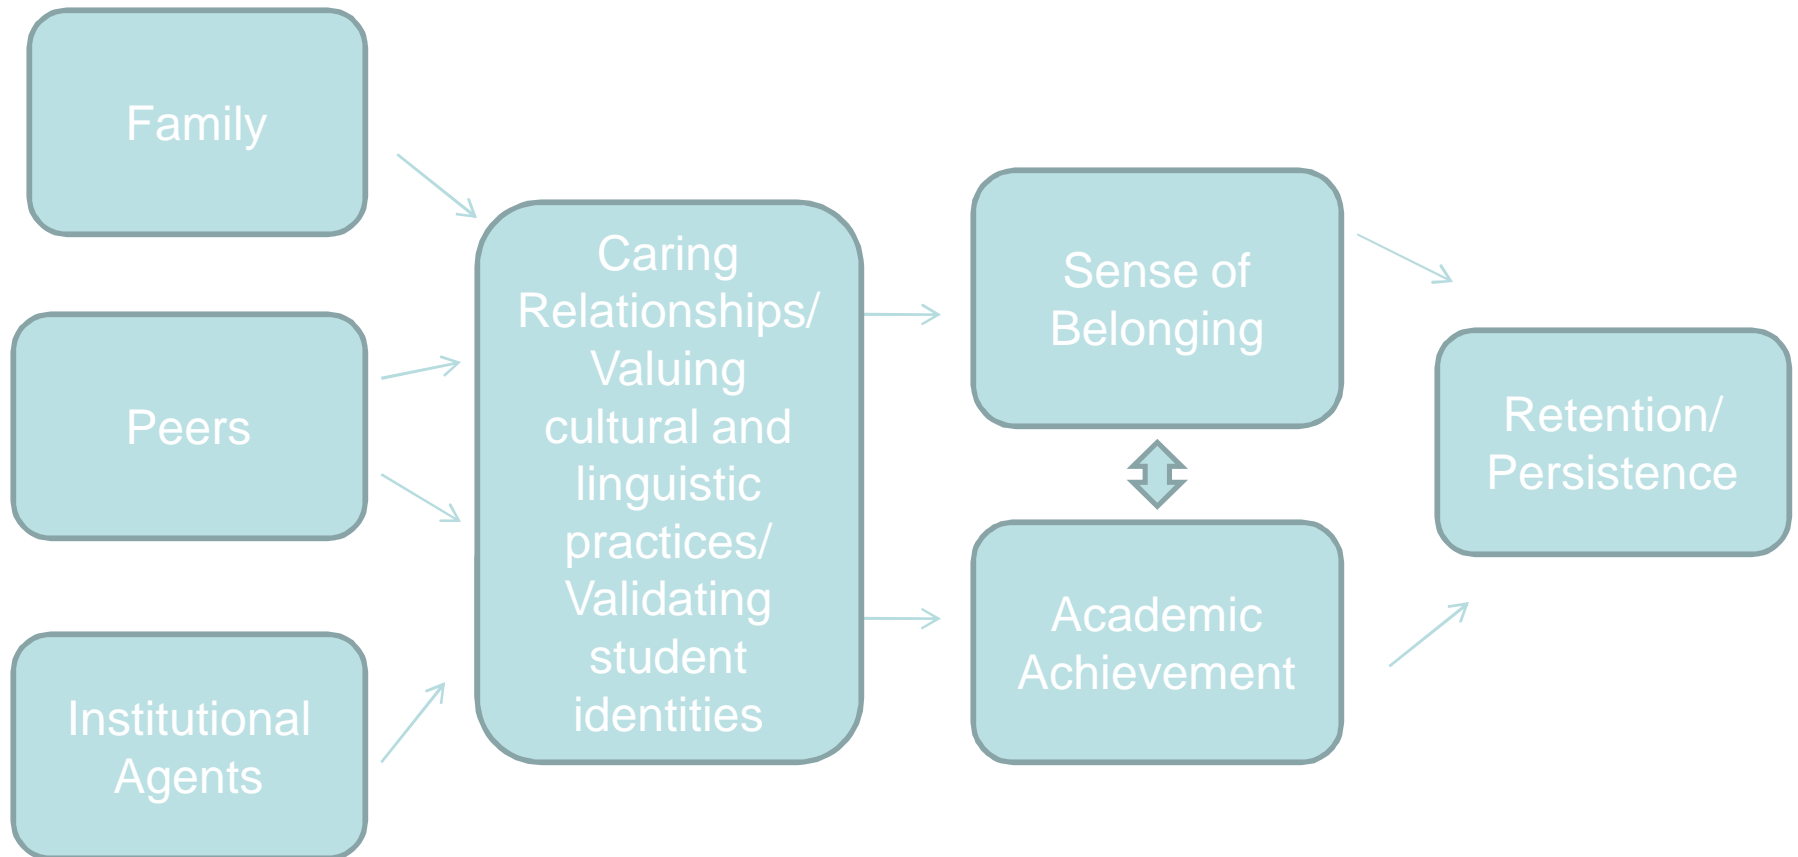 Family
Peers
Institutional
Agents
Caring
Relationships/
Valuing
cultural and
linguistic
practices/
Validating
student
identities
Sense of
Belonging
Academic
Achievement
Retention/
Persistence